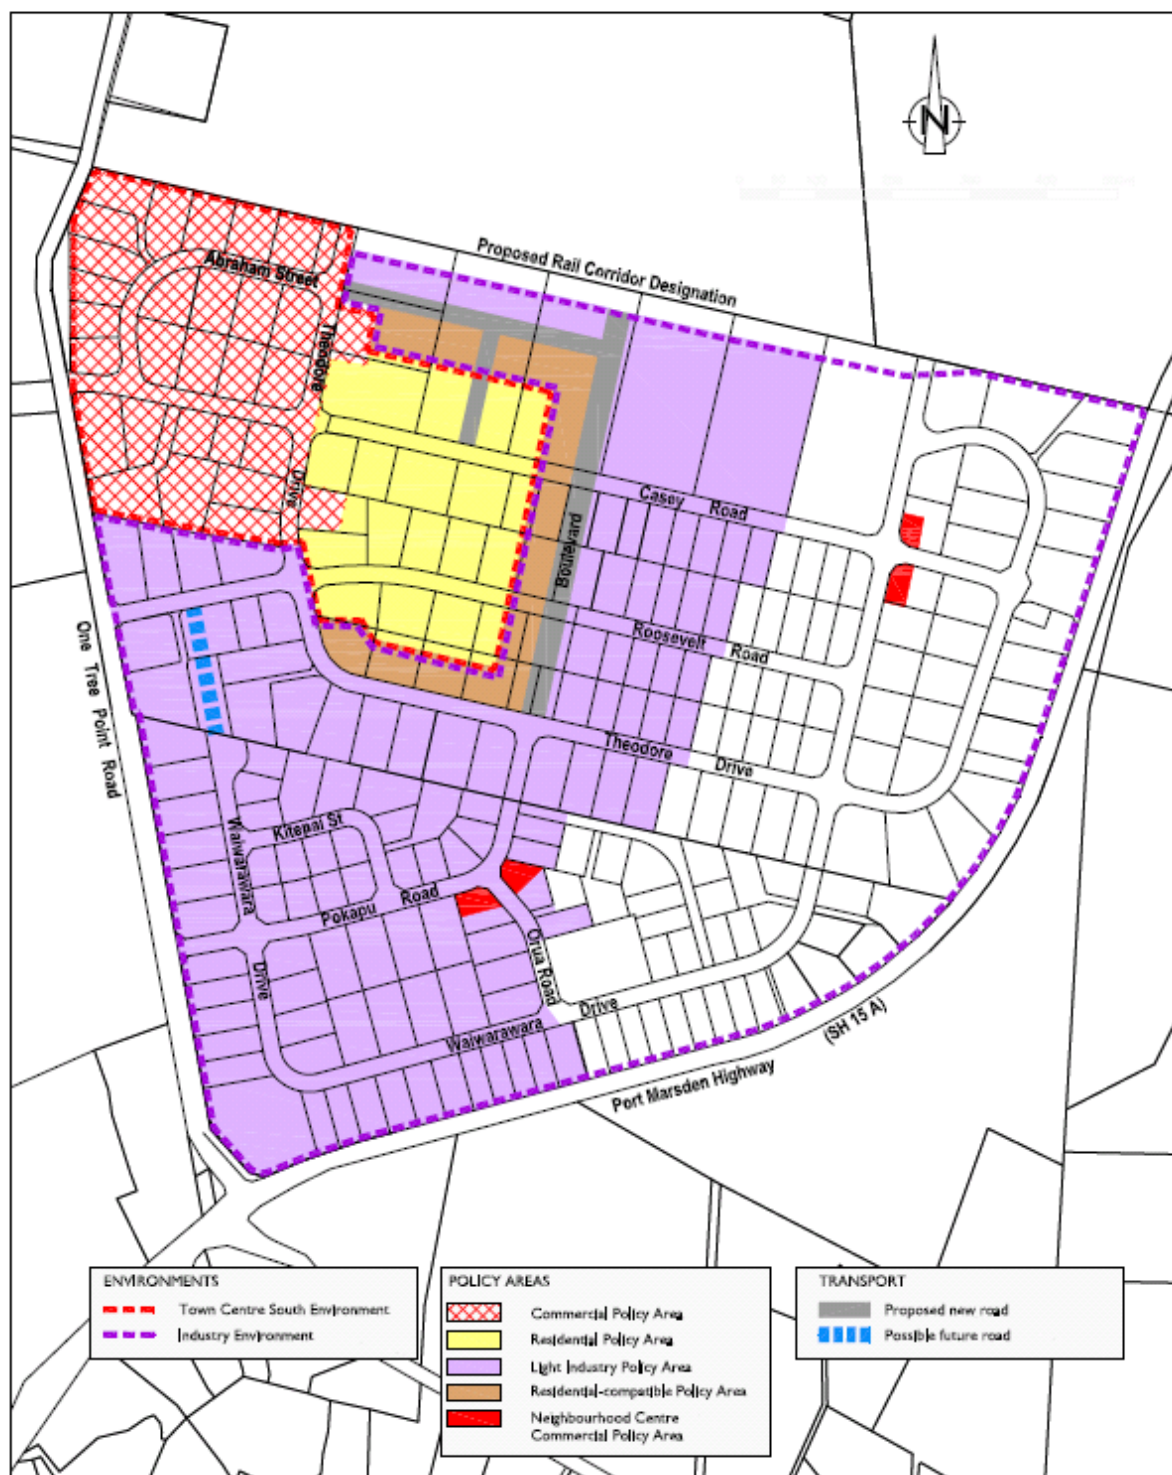 N
Proposed Rail Corridor Designation
Abraham Street
Theodore
Drive
Casey Road
Boulevard
Roosevelt Road
One Tree Point Road
Theodore Drive
Kitepai St
Waiwarawara
Drive
Pokapu Road
Orua Road
Waiwarawara Drive
(SH 15 A)
Port Marsden Highway
ENVIRONMENTS
Town Centre South Environment
Industry Environment
POLICY AREAS
Commercial Policy Area
Residential Policy Area
Light Industry Policy Area
Residential-compatible Policy Area
Neighbourhood Centre
Commercial Policy Area
TRANSPORT
Proposed new road
Possible future road